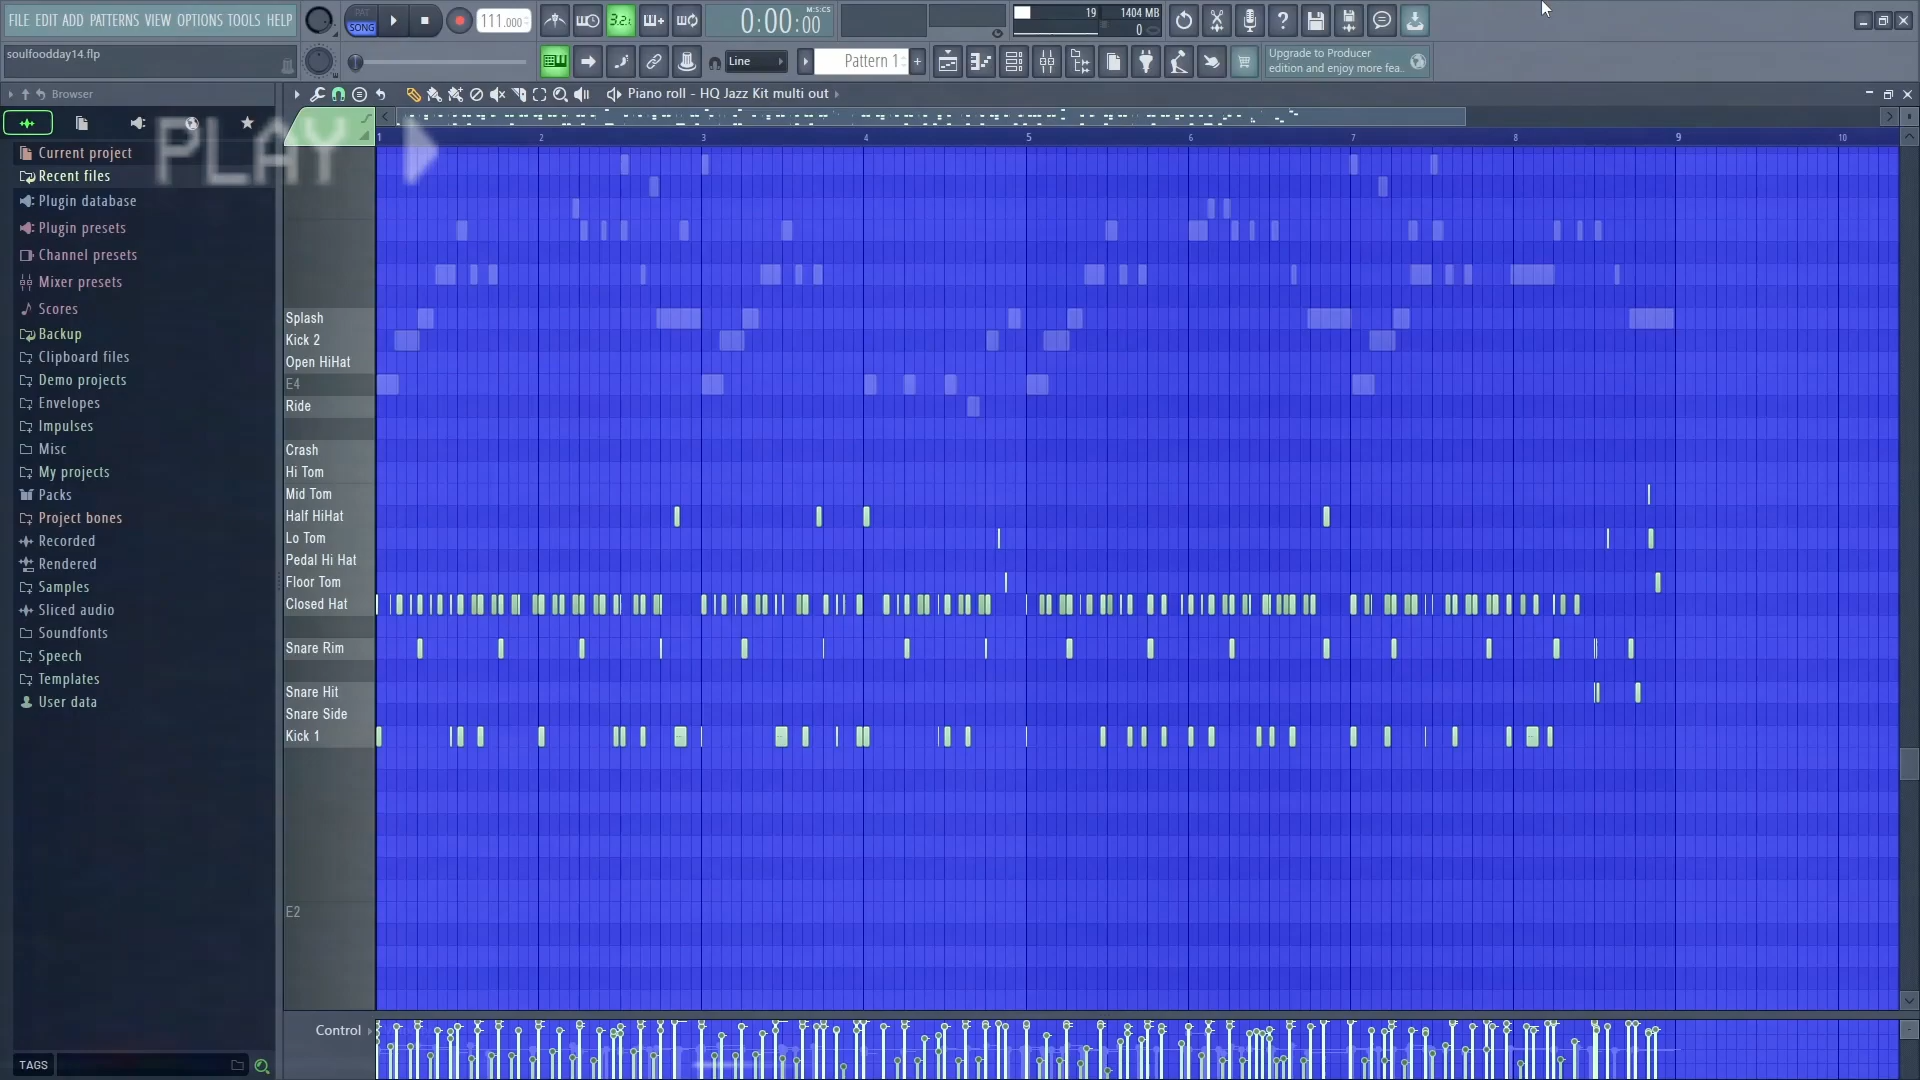 FILE EDIT ADD PATTERNS VIEW OPTIONS TOOLS HELP
PAT
SONG
111.000
3.2.1
0:00:00
M:S:CS
19
1404 MB
0
soulfoodday14.flp
Line
Pattern 1
+
Upgrade to Producer
edition and enjoy more fea..
Browser
Piano roll - HQ Jazz Kit multi out
PLAY
1 2 3 4 5 6 7 8 9 10
Current project
Recent files
Plugin database
Plugin presets
Channel presets
Mixer presets
Scores
Backup
Clipboard files
Demo projects
Envelopes
Impulses
Misc
My projects
Packs
Project bones
Recorded
Rendered
Samples
Sliced audio
Soundfonts
Speech
Templates
User data
TAGS
Splash
Kick 2
Open HiHat
E4
Ride
Crash
Hi Tom
Mid Tom
Half HiHat
Lo Tom
Pedal Hi Hat
Floor Tom
Closed Hat
Snare Rim
Snare Hit
Snare Side
Kick 1
E2
Control